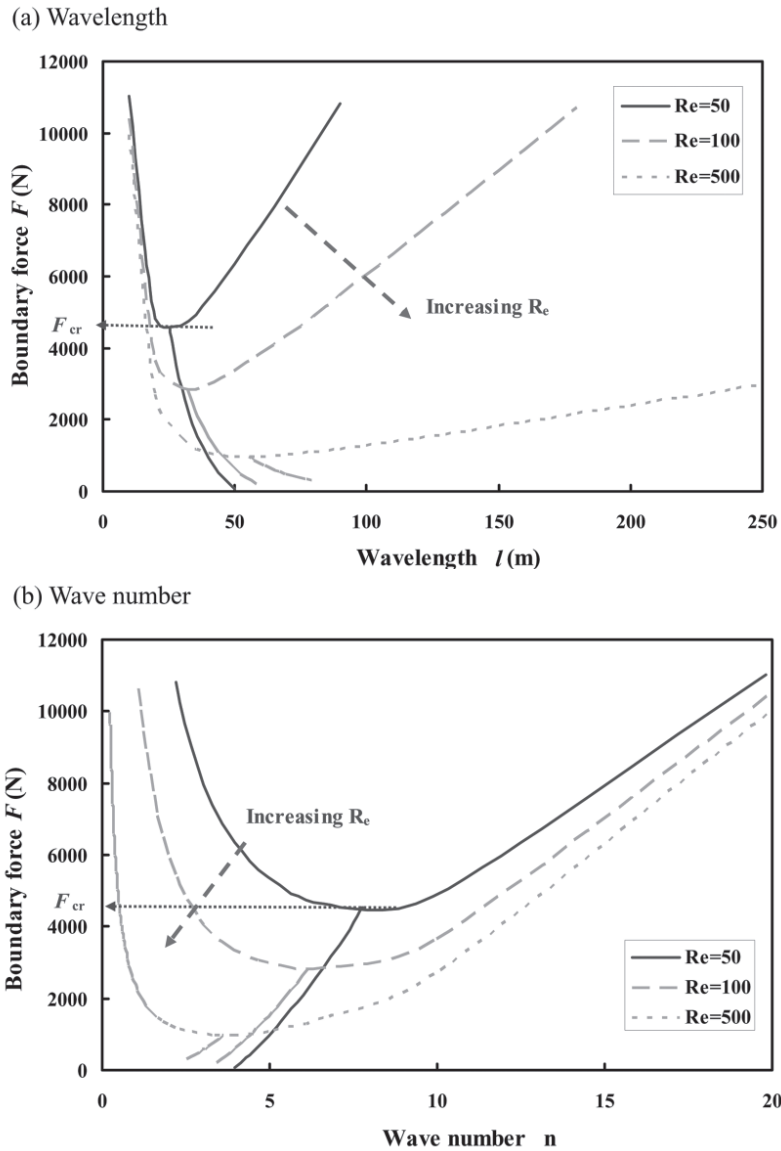 (a) Wavelength
12000
10000
8000
6000
4000
2000
0
Boundary force F (N)
F cr
Re=50
Re=100
Re=500
Increasing Re
0 50 100 150 200 250
Wavelength l (m)
(b) Wave number
12000
10000
8000
6000
4000
2000
0
Boundary force F (N)
F cr
Increasing Re
Re=50
Re=100
Re=500
0 5 10 15 20
Wave number n